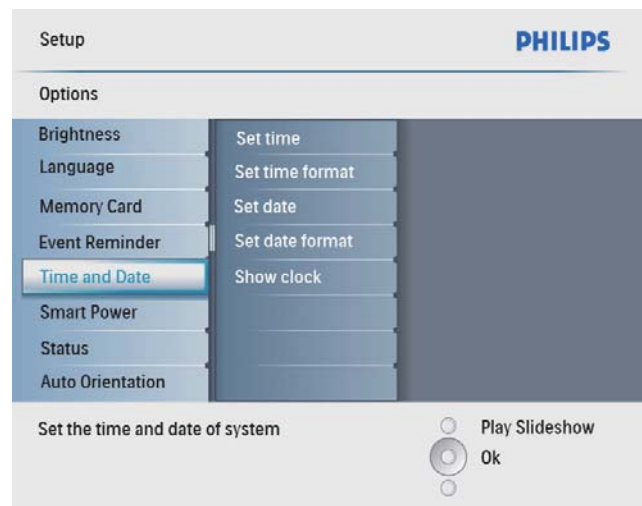 Setup
PHILIPS
Options
Brightness
Language
Memory Card
Event Reminder
Time and Date
Smart Power
Status
Auto Orientation
Set time
Set time format
Set date
Set date format
Show clock
Set the time and date of system
Play Slideshow
Ok